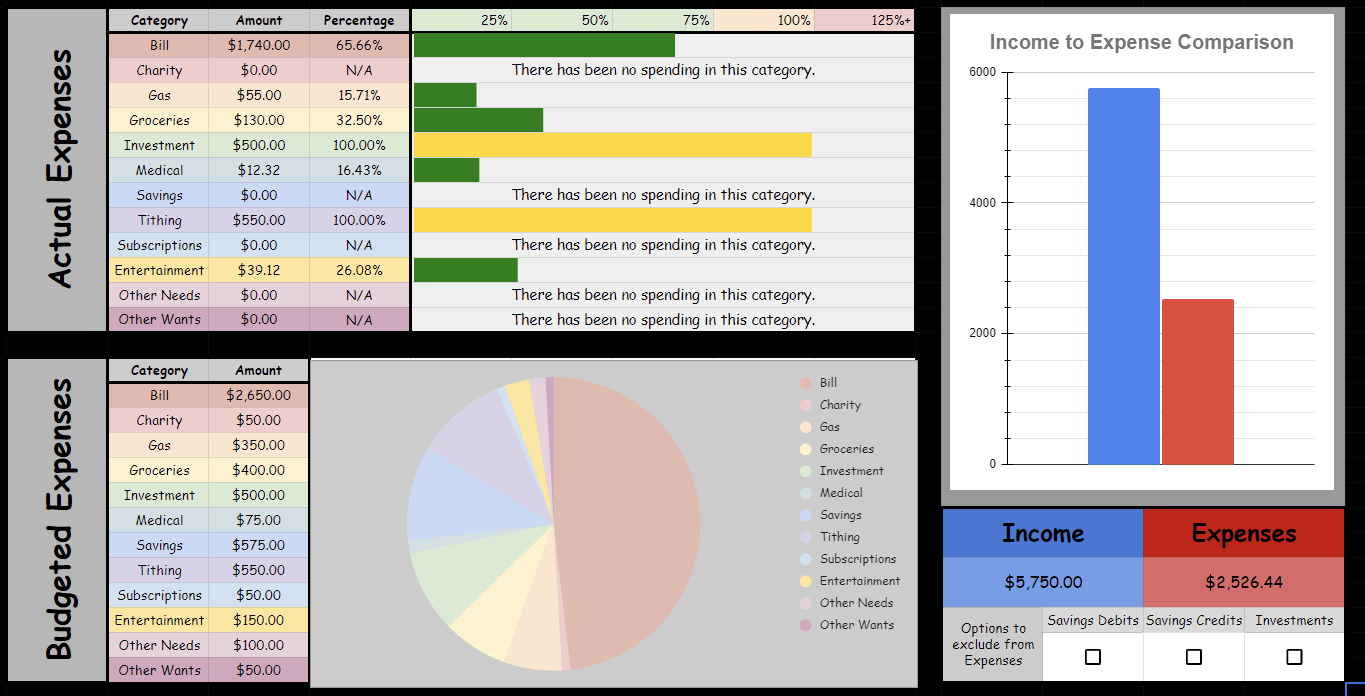 Actual Expenses
Category Amount Percentage 25% 50% 75% 100% 125%+
Bill $1,740.00 65.66%
Charity $0.00 N/A There has been no spending in this category.
Gas $55.00 15.71%
Groceries $130.00 32.50%
Investment $500.00 100.00%
Medical $12.32 16.43%
Savings $0.00 N/A There has been no spending in this category.
Tithing $550.00 100.00%
Subscriptions $0.00 N/A There has been no spending in this category.
Entertainment $39.12 26.08%
Other Needs $0.00 N/A There has been no spending in this category.
Other Wants $0.00 N/A There has been no spending in this category.
Budgeted Expenses
Category Amount
Bill $2,650.00
Charity $50.00
Gas $350.00
Groceries $400.00
Investment $500.00
Medical $75.00
Savings $575.00
Tithing $550.00
Subscriptions $50.00
Entertainment $150.00
Other Needs $100.00
Other Wants $50.00
Bill
Charity
Gas
Groceries
Investment
Medical
Savings
Tithing
Subscriptions
Entertainment
Other Needs
Other Wants
Income to Expense Comparison
6000
4000
2000
0
Income Expenses
$5,750.00 $2,526.44
Options to
exclude from
Expenses
Savings Debits Savings Credits Investments